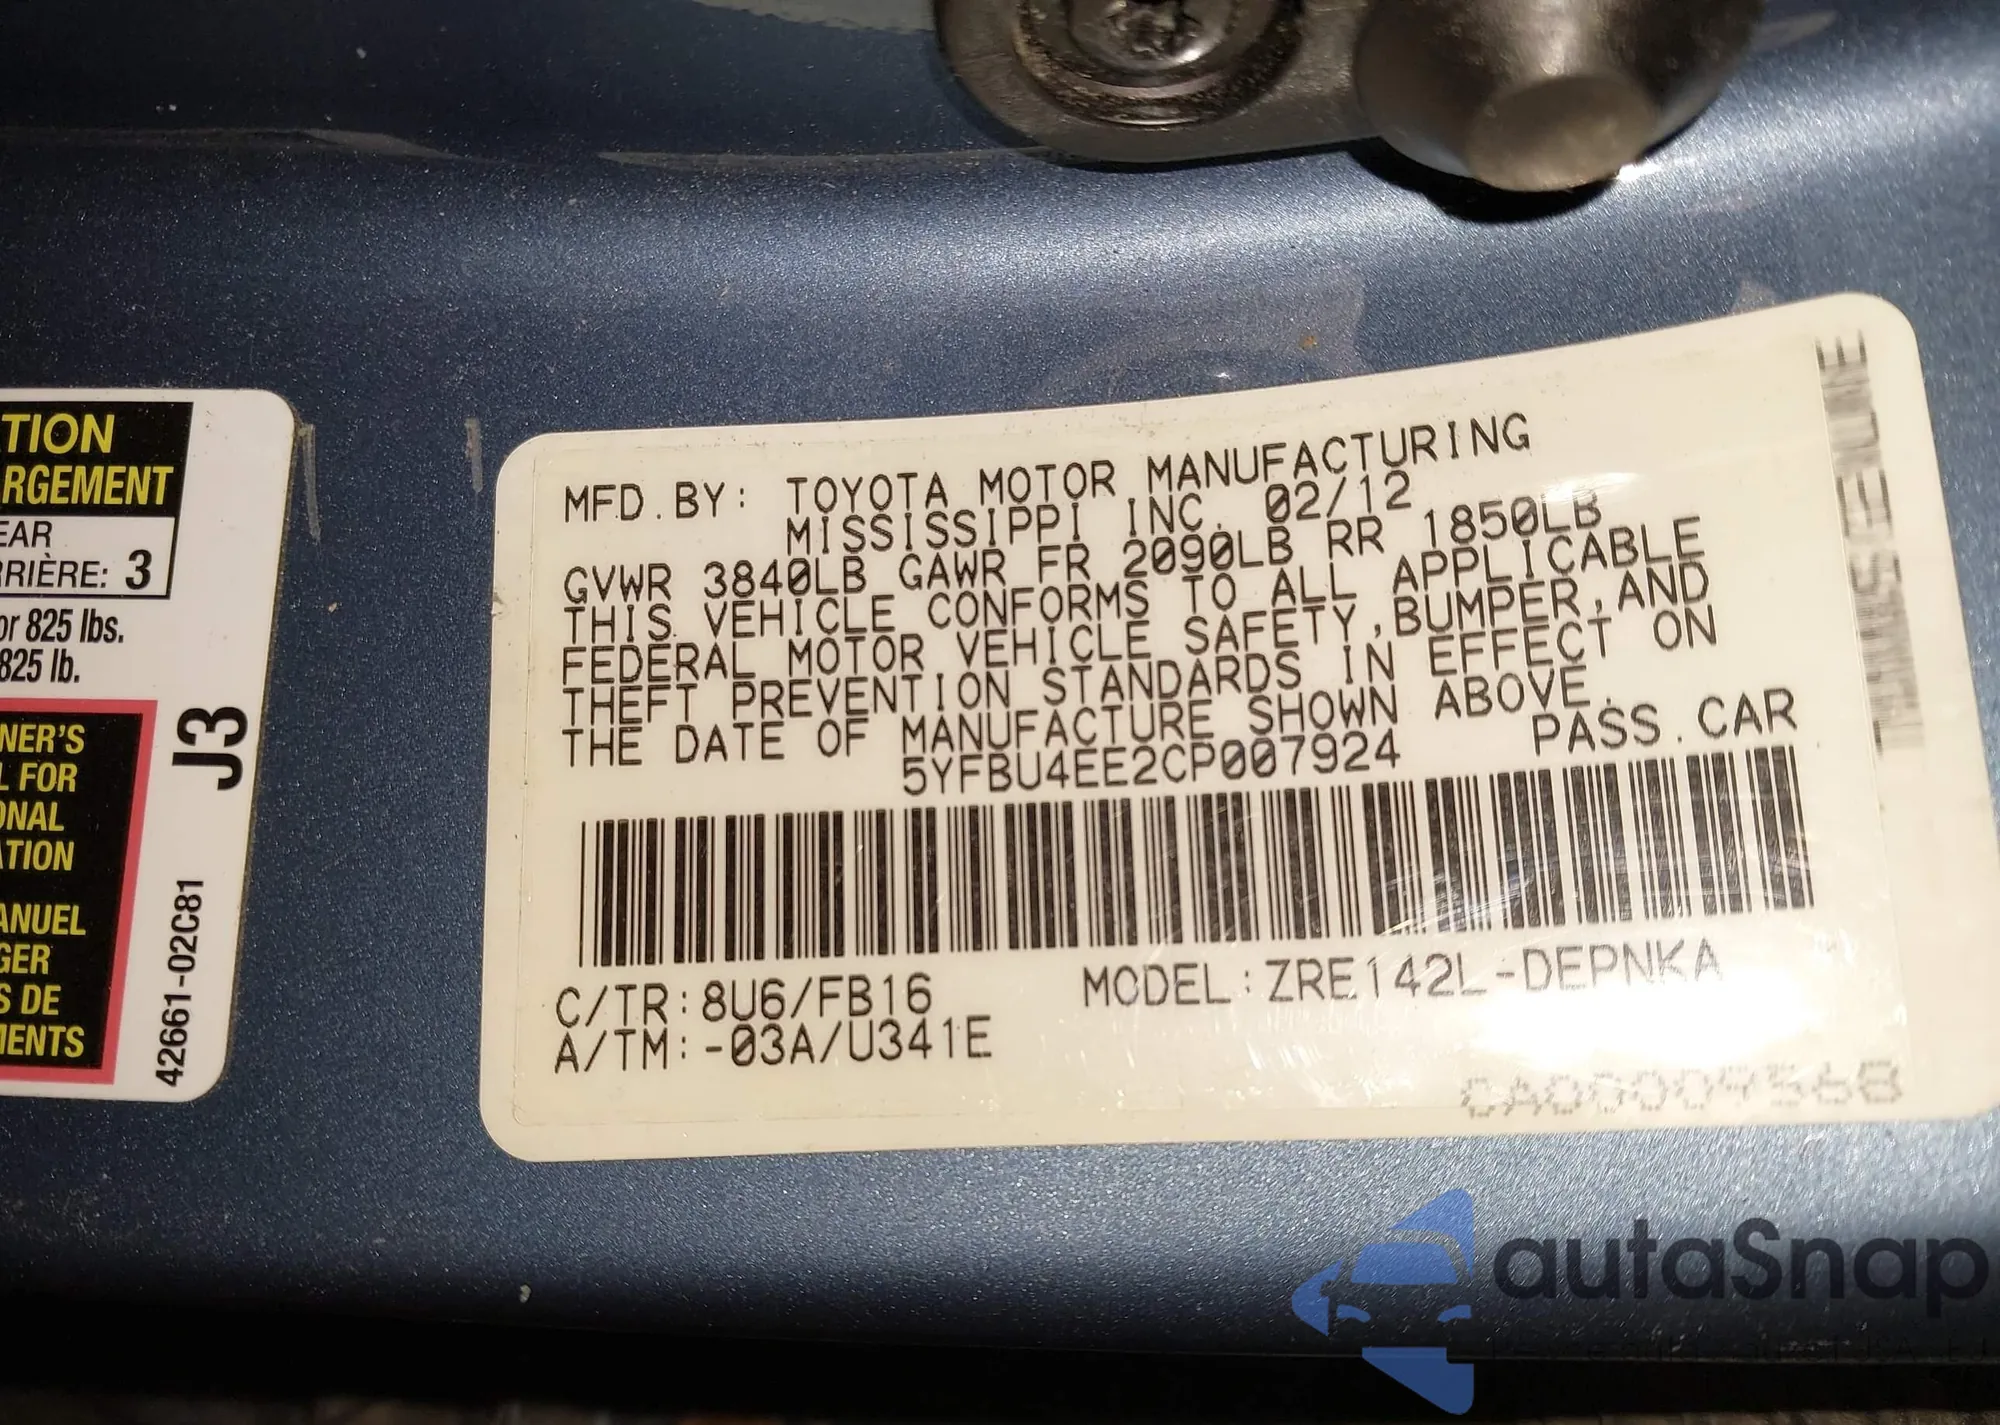 TION
RGEMENT
EAR
RRIÈRE: 3
or 825 lbs.
825 lb.
NER'S
L FOR
ONAL
ATION
ANUEL
GER
S DE
MENTS
J3
42661-02C81
MFD.BY: TOYOTA MOTOR MANUFACTURING
MISSISSIPPI INC. 02/12
GVWR 3840LB GAWR FR 2090LB RR 1850LB
THIS VEHICLE CONFORMS TO ALL APPLICABLE
FEDERAL MOTOR VEHICLE SAFETY,BUMPER,AND
THEFT PREVENTION STANDARDS IN EFFECT ON
THE DATE OF MANUFACTURE SHOWN ABOVE.
5YFBU4EE2CP007924 PASS.CAR
C/TR:8U6/FB16 MODEL:ZRE142L-DEPNKA
A/TM:-03A/U341E
autaSnap